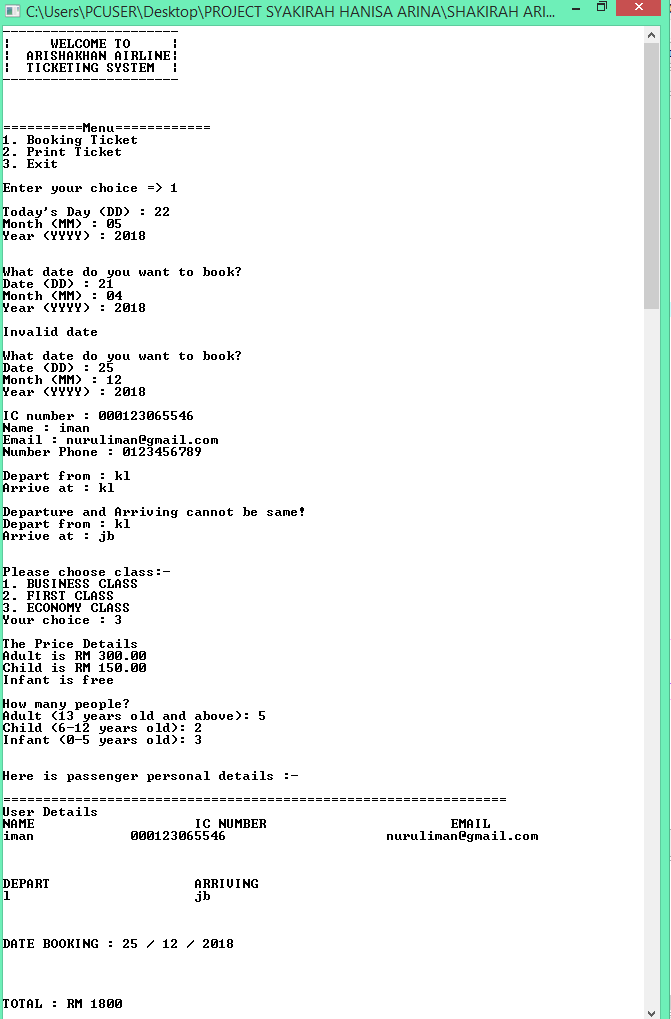 C:\Users\PCUSER\Desktop\PROJECT SYAKIRAH HANISA ARINA\SHAKIRAH ARI...
-----------------------
¦     WELCOME TO     ¦
¦  ARISHAKHAN AIRLINE¦
¦  TICKETING SYSTEM  ¦
-----------------------
==========Menu============
1. Booking Ticket
2. Print Ticket
3. Exit
Enter your choice => 1
Today's Day (DD) : 22
Month (MM) : 05
Year (YYYY) : 2018
What date do you want to book?
Date (DD) : 21
Month (MM) : 04
Year (YYYY) : 2018
Invalid date
What date do you want to book?
Date (DD) : 25
Month (MM) : 12
Year (YYYY) : 2018
IC number : 000123065546
Name : iman
Email : nuruliman@gmail.com
Number Phone : 0123456789
Depart from : kl
Arrive at : kl
Departure and Arriving cannot be same!
Depart from : kl
Arrive at : jb
Please choose class:-
1. BUSINESS CLASS
2. FIRST CLASS
3. ECONOMY CLASS
Your choice : 3
The Price Details
Adult is RM 300.00
Child is RM 150.00
Infant is free
How many people?
Adult (13 years old and above): 5
Child (6-12 years old): 2
Infant (0-5 years old): 3
Here is passenger personal details :-
===============================================================
User Details
NAME                    IC NUMBER                       EMAIL
iman            000123065546                    nuruliman@gmail.com
DEPART                  ARRIVING
l                       jb
DATE BOOKING : 25 / 12 / 2018
TOTAL : RM 1800